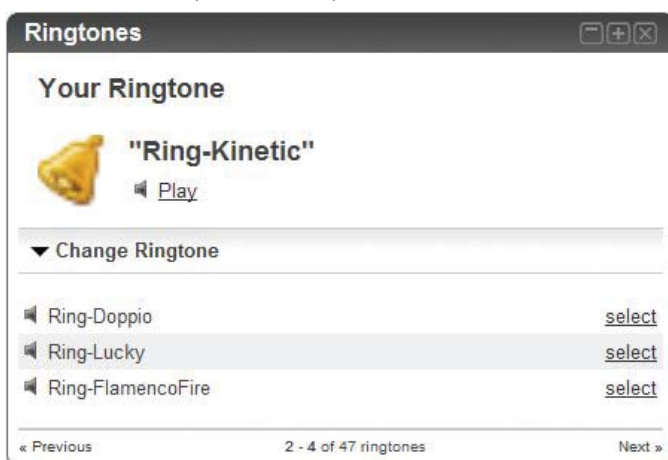 Ringtones
Your Ringtone
"Ring-Kinetic"
Play
Change Ringtone
Ring-Doppio select
Ring-Lucky select
Ring-FlamencoFire select
« Previous 2 - 4 of 47 ringtones Next »